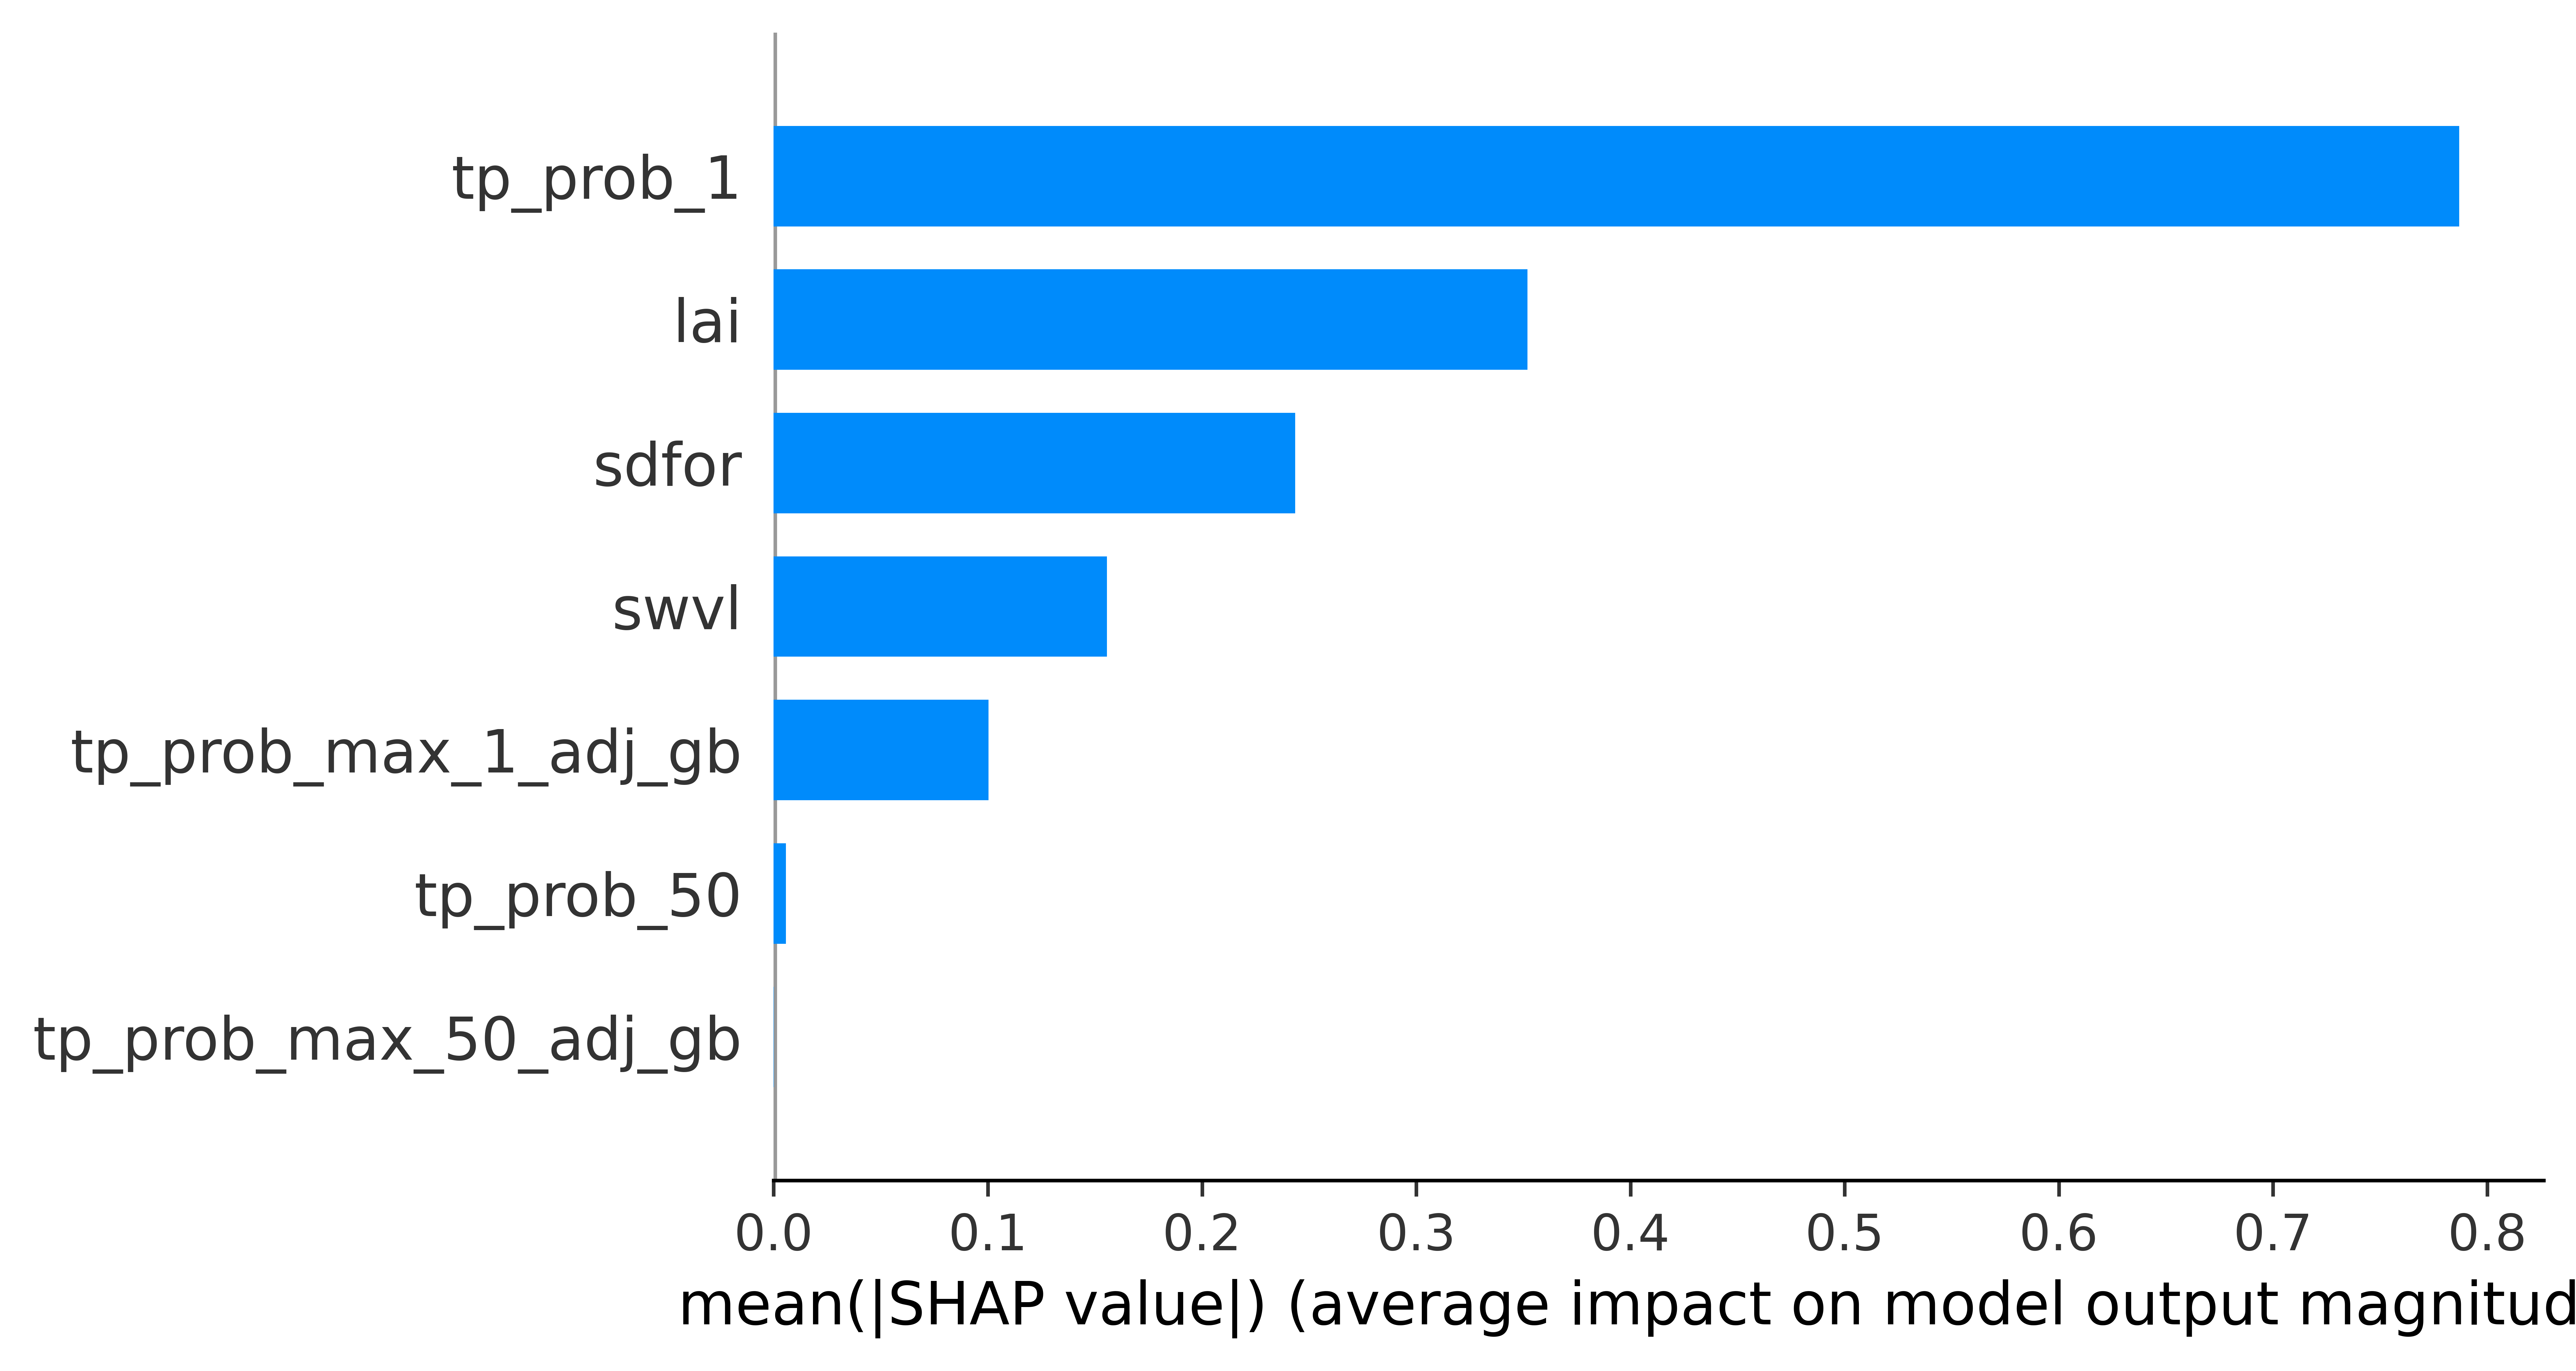 tp_prob_1
lai
sdfor
swvl
tp_prob_max_1_adj_gb
tp_prob_50
tp_prob_max_50_adj_gb
0.0 0.1 0.2 0.3 0.4 0.5 0.6 0.7 0.8
mean(|SHAP value|) (average impact on model output magnitud